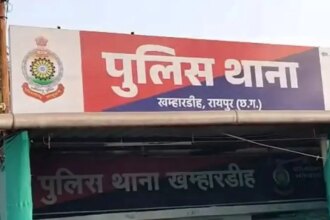 पुलिस थाना
खम्हारडीह, रायपुर (छ.ग.)
पुलिस थाना खम्हारडीह